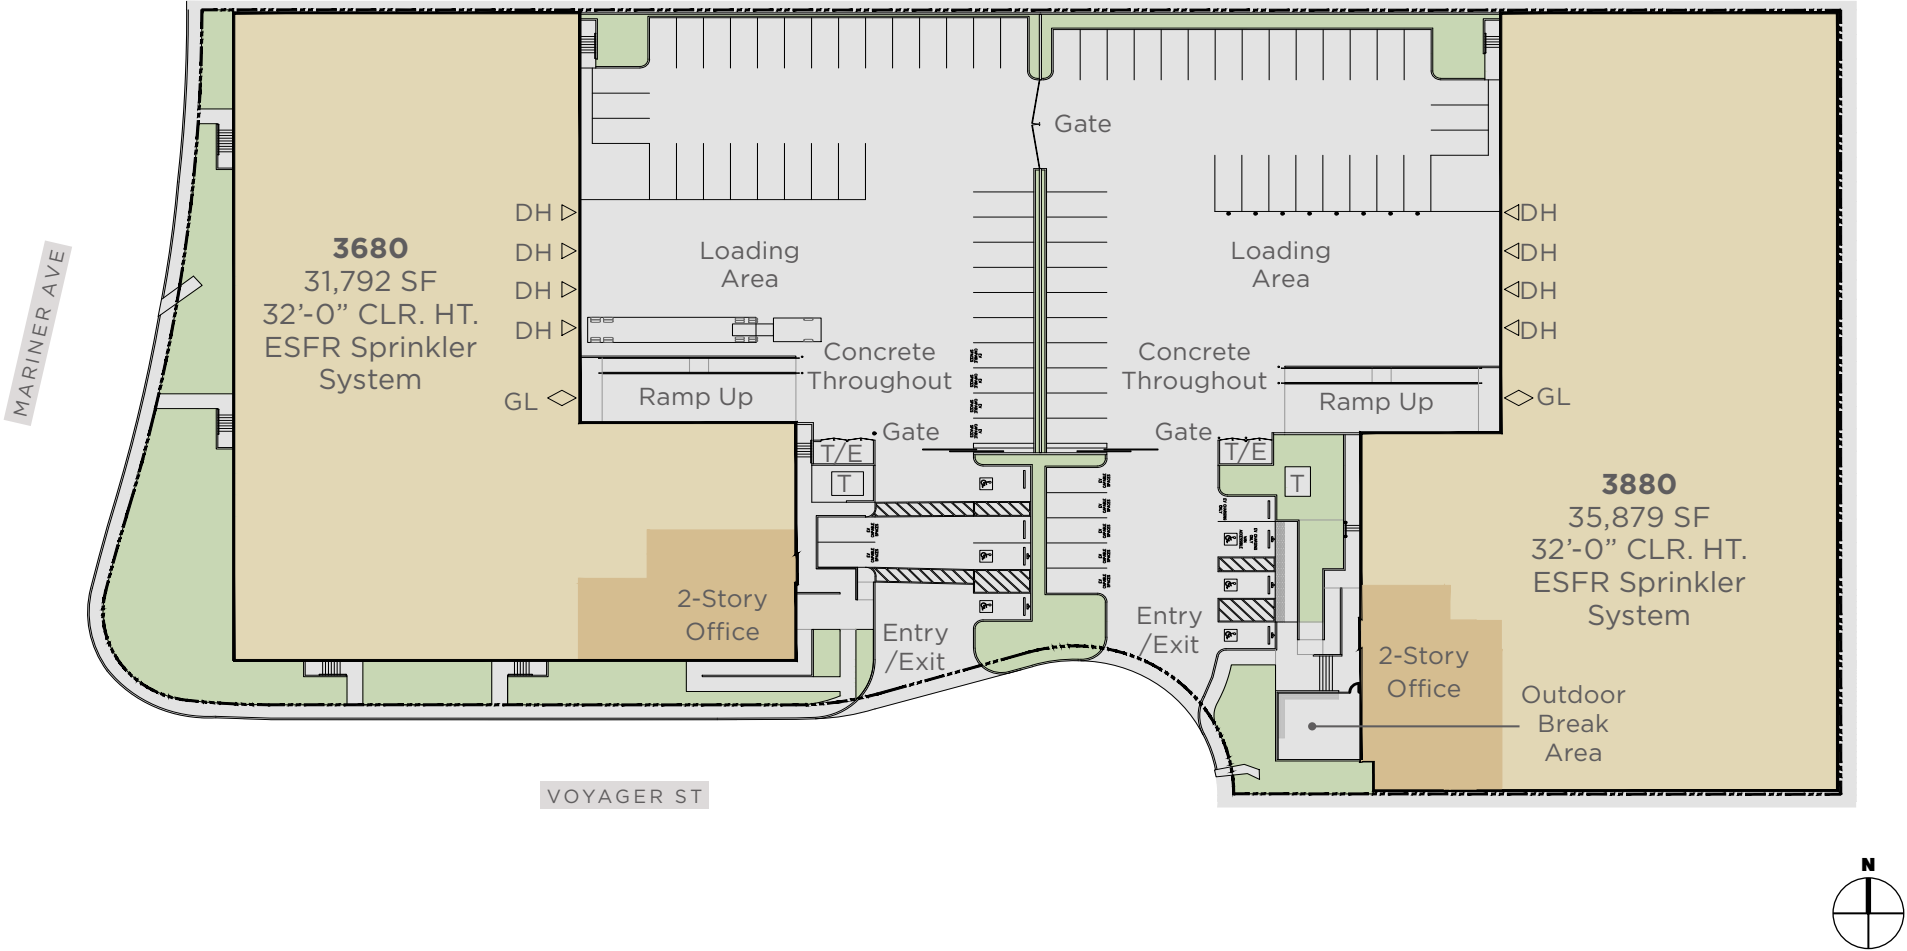 Gate
DH
DH
DH
DH
GL
3680
31,792 SF
32’-0” CLR. HT.
ESFR Sprinkler
System
Loading
Area
Loading
Area
DH
DH
DH
DH
GL
Concrete
Throughout
Concrete
Throughout
Ramp Up
Ramp Up
Gate
Gate
T/E
T
T/E
T
MARINER AVE
3880
35,879 SF
32’-0” CLR. HT.
ESFR Sprinkler
System
2-Story
Office
Entry
/Exit
Entry
/Exit
2-Story
Office
Outdoor
Break
Area
VOYAGER ST
N